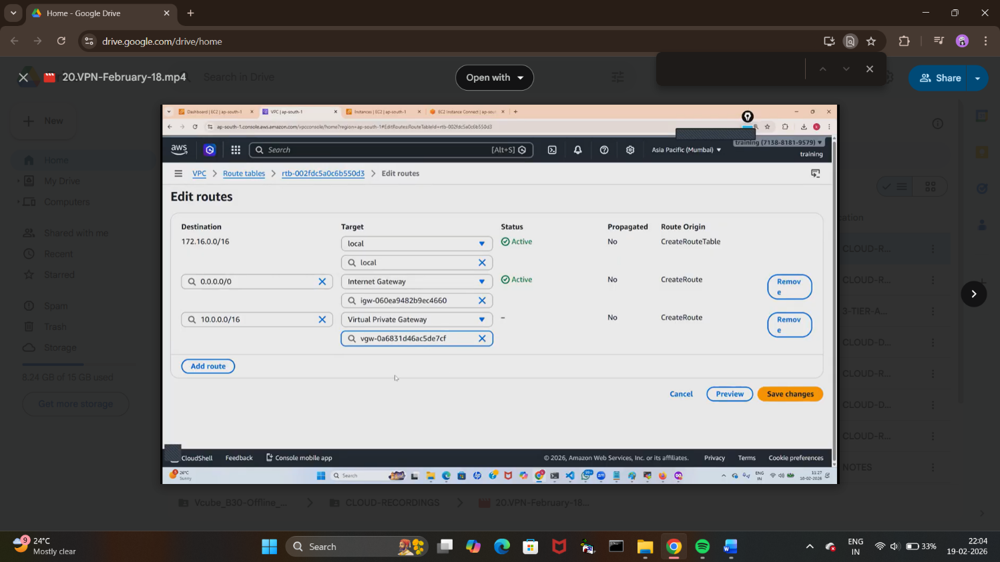 Home - Google Drive
drive.google.com/drive/home
20.VPN-February-18.mp4
Search in Drive
Open with
Share
New
Home
My Drive
Computers
Shared with me
Recent
Starred
Spam
Trash
Storage
8.24 GB of 15 GB used
Get more storage
Dashboard | EC2 | ap-south-1
VPC | ap-south-1
Instances | EC2 | ap-south-1
EC2 Instance Connect | ap-sou
ap-south-1.console.aws.amazon.com/vpcconsole/home?region=ap-south-1#EditRoutes:RouteTableId=rtb-002fdc5a0c6b550d3
aws
Search
[Alt+S]
Asia Pacific (Mumbai)
training (7138-8181-9579)
training
VPC > Route tables > rtb-002fdc5a0c6b550d3 > Edit routes
Edit routes
Destination Target Status Propagated Route Origin
172.16.0.0/16 local Active No CreateRouteTable
local
0.0.0.0/0 Internet Gateway Active No CreateRoute Remov
e
igw-060ea9482b9ec4660
10.0.0.0/16 Virtual Private Gateway – No CreateRoute Remov
e
vgw-0a6831d46ac5de7cf
Add route
Cancel Preview Save changes
CloudShell Feedback Console mobile app © 2026, Amazon Web Services, Inc. or its affiliates. Privacy Terms Cookie preferences
26°C
Sunny
Search
ENG
IN
11:27
18-02-2026
CLOUD-R...
CLOUD-R...
3-TIER-A...
CLOUD-R...
CLOUD-D...
CLOUD-R...
NOTES
Vcube_B30-Offline_...
CLOUD-RECORDINGS
20.VPN-February-18...
9
24°C
Mostly clear
Search
ENG
IN
33%
22:04
19-02-2026